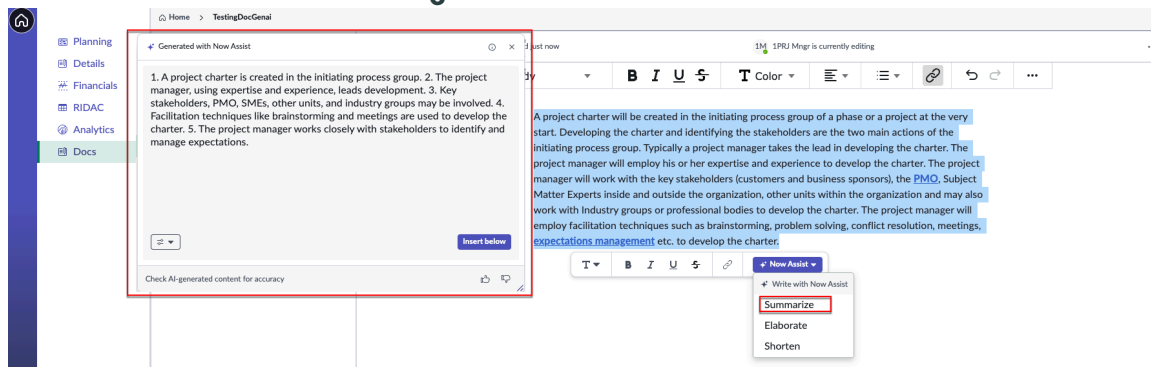 Home > TestingDocGenai
Planning
Details
Financials
RIDAC
Analytics
Docs
Generated with Now Assist
1. A project charter is created in the initiating process group. 2. The project
manager, using expertise and experience, leads development. 3. Key
stakeholders, PMO, SMEs, other units, and industry groups may be involved. 4.
Facilitation techniques like brainstorming and meetings are used to develop the
charter. 5. The project manager works closely with stakeholders to identify and
manage expectations.
Insert below
Check AI-generated content for accuracy
just now
1M 1PRJ Mngr is currently editing
B I U S T Color
A project charter will be created in the initiating process group of a phase or a project at the very
start. Developing the charter and identifying the stakeholders are the two main actions of the
initiating process group. Typically a project manager takes the lead in developing the charter. The
project manager will employ his or her expertise and experience to develop the charter. The project
manager will work with the key stakeholders (customers and business sponsors), the PMO, Subject
Matter Experts inside and outside the organization, other units within the organization and may also
work with Industry groups or professional bodies to develop the charter. The project manager will
employ facilitation techniques such as brainstorming, problem solving, conflict resolution, meetings,
expectations management etc. to develop the charter.
T B I U S Now Assist
Write with Now Assist
Summarize
Elaborate
Shorten